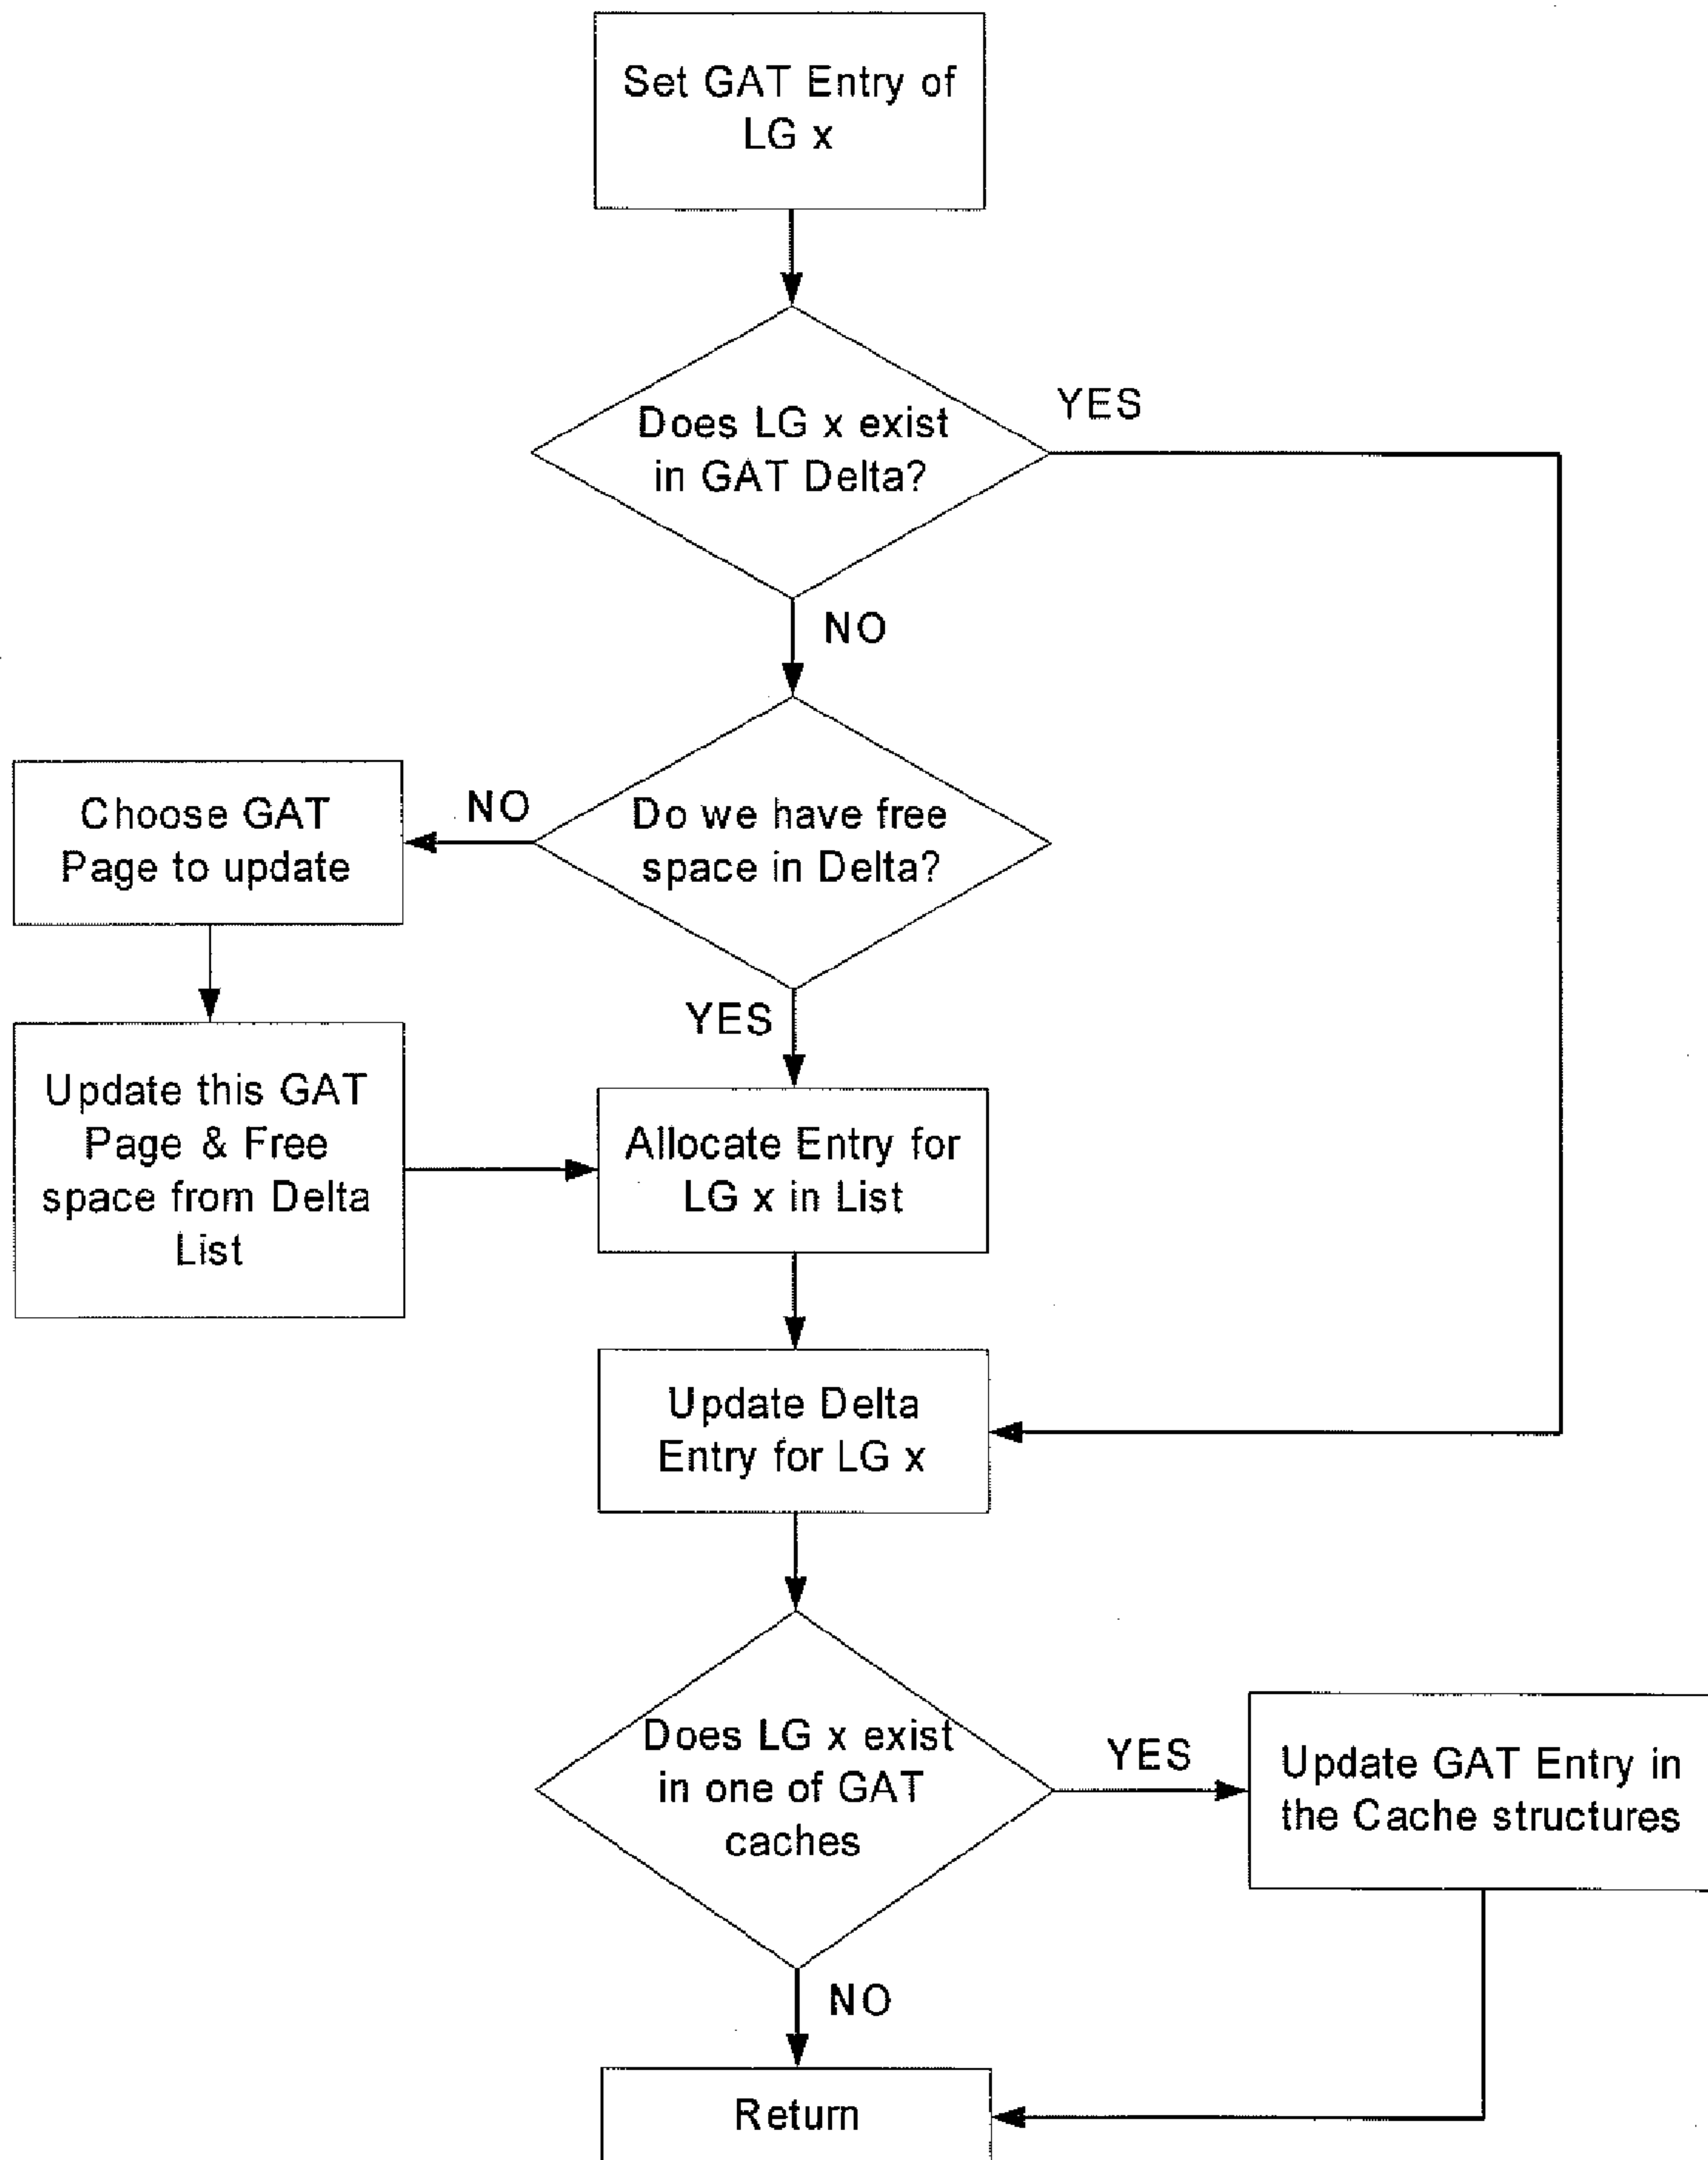 Set GAT Entry of
LG x
Does LG x exist
in GAT Delta?
YES
NO
Do we have free
space in Delta?
NO
Choose GAT
Page to update
YES
Update this GAT
Page & Free
space from Delta
List
Allocate Entry for
LG x in List
Update Delta
Entry for LG x
Does LG x exist
in one of GAT
caches
YES
Update GAT Entry in
the Cache structures
NO
Return